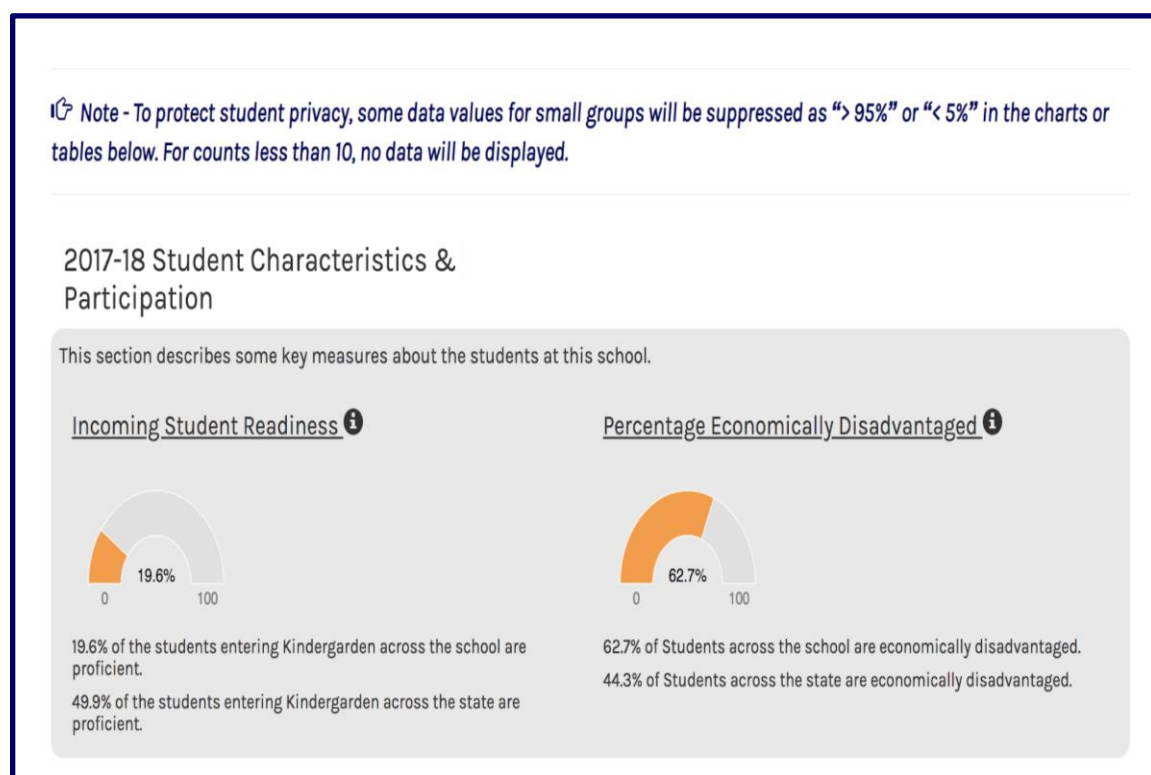 Note - To protect student privacy, some data values for small groups will be suppressed as “> 95%” or “< 5%” in the charts or
tables below. For counts less than 10, no data will be displayed.
2017-18 Student Characteristics &
Participation
This section describes some key measures about the students at this school.
Incoming Student Readiness
19.6%
0 100
19.6% of the students entering Kindergarden across the school are
proficient.
49.9% of the students entering Kindergarden across the state are
proficient.
Percentage Economically Disadvantaged
62.7%
0 100
62.7% of Students across the school are economically disadvantaged.
44.3% of Students across the state are economically disadvantaged.